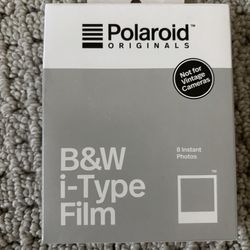 Polaroid
ORIGINALS
Not for
Vintage
Cameras
B&W
i-Type
Film
8 Instant
Photos